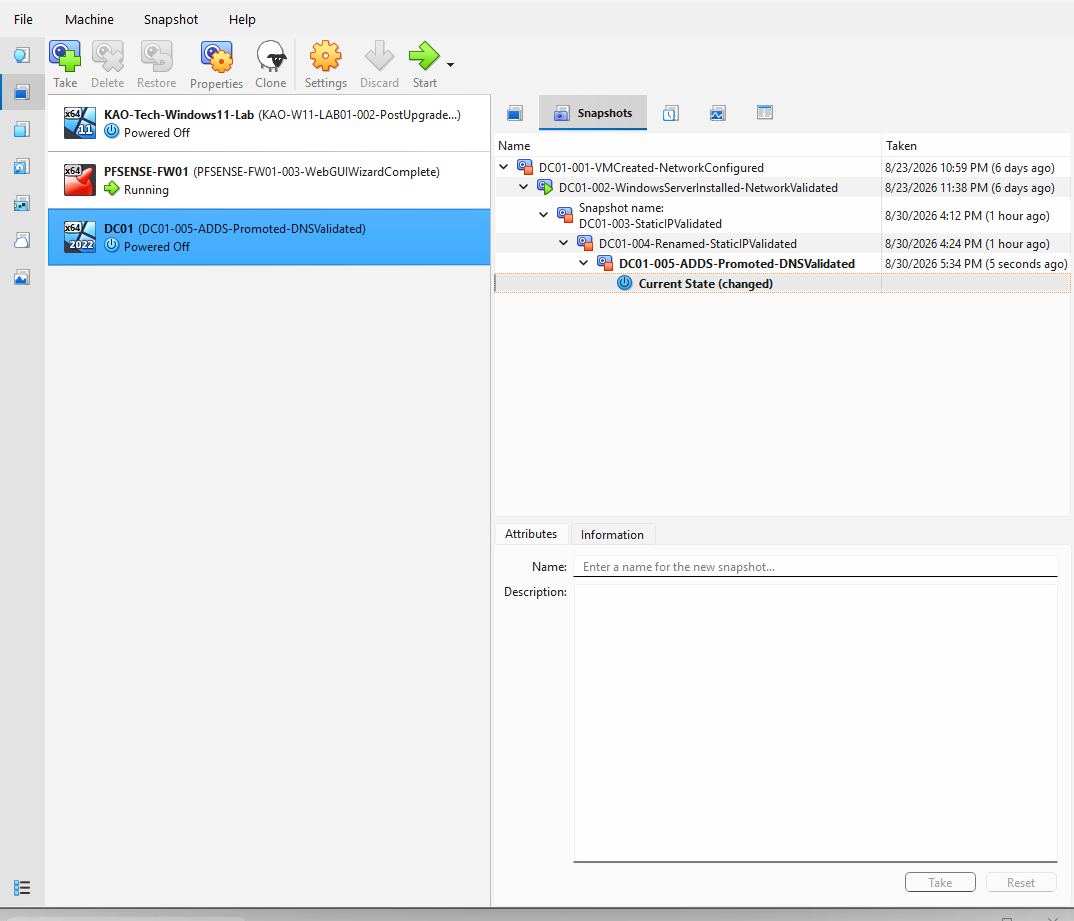 File Machine Snapshot Help
Take Delete Restore Properties Clone Settings Discard Start
x64 11
KAO-Tech-Windows11-Lab (KAO-W11-LAB01-002-PostUpgrade...)
Powered Off
x64
PFSENSE-FW01 (PFSENSE-FW01-003-WebGUIWizardComplete)
Running
x64 2022
DC01 (DC01-005-ADDS-Promoted-DNSValidated)
Powered Off
Snapshots
Name Taken
DC01-001-VMCreated-NetworkConfigured 8/23/2026 10:59 PM (6 days ago)
DC01-002-WindowsServerInstalled-NetworkValidated 8/23/2026 11:38 PM (6 days ago)
Snapshot name:
DC01-003-StaticIPValidated 8/30/2026 4:12 PM (1 hour ago)
DC01-004-Renamed-StaticIPValidated 8/30/2026 4:24 PM (1 hour ago)
DC01-005-ADDS-Promoted-DNSValidated 8/30/2026 5:34 PM (5 seconds ago)
Current State (changed)
Attributes Information
Name: Enter a name for the new snapshot...
Description:
Take Reset